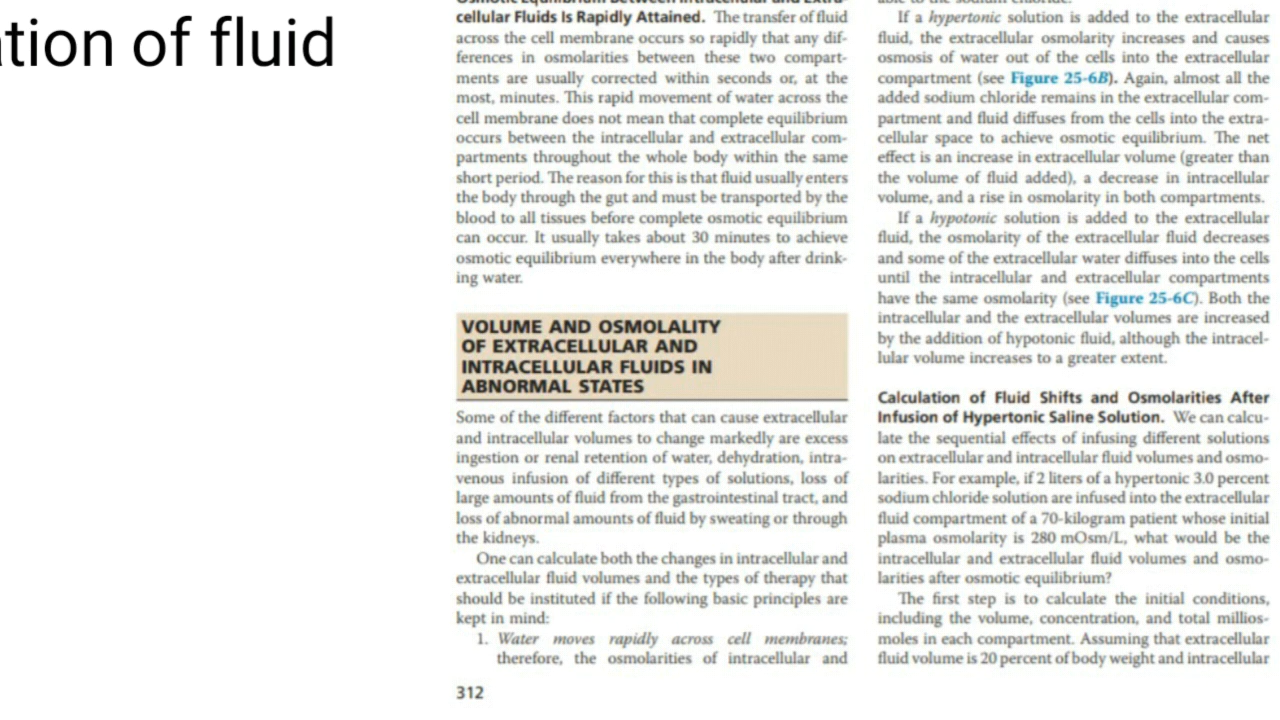 ation of fluid
Osmotic Equilibrium Between Intracellular and Extra-
cellular Fluids Is Rapidly Attained. The transfer of fluid
across the cell membrane occurs so rapidly that any dif-
ferences in osmolarities between these two compart-
ments are usually corrected within seconds or, at the
most, minutes. This rapid movement of water across the
cell membrane does not mean that complete equilibrium
occurs between the intracellular and extracellular com-
partments throughout the whole body within the same
short period. The reason for this is that fluid usually enters
the body through the gut and must be transported by the
blood to all tissues before complete osmotic equilibrium
can occur. It usually takes about 30 minutes to achieve
osmotic equilibrium everywhere in the body after drink-
ing water.
VOLUME AND OSMOLALITY
OF EXTRACELLULAR AND
INTRACELLULAR FLUIDS IN
ABNORMAL STATES
Some of the different factors that can cause extracellular
and intracellular volumes to change markedly are excess
ingestion or renal retention of water, dehydration, intra-
venous infusion of different types of solutions, loss of
large amounts of fluid from the gastrointestinal tract, and
loss of abnormal amounts of fluid by sweating or through
the kidneys.
One can calculate both the changes in intracellular and
extracellular fluid volumes and the types of therapy that
should be instituted if the following basic principles are
kept in mind:
1. Water moves rapidly across cell membranes;
therefore, the osmolarities of intracellular and
312
able to the sodium chloride.
If a hypertonic solution is added to the extracellular
fluid, the extracellular osmolarity increases and causes
osmosis of water out of the cells into the extracellular
compartment (see Figure 25-6B). Again, almost all the
added sodium chloride remains in the extracellular com-
partment and fluid diffuses from the cells into the extra-
cellular space to achieve osmotic equilibrium. The net
effect is an increase in extracellular volume (greater than
the volume of fluid added), a decrease in intracellular
volume, and a rise in osmolarity in both compartments.
If a hypotonic solution is added to the extracellular
fluid, the osmolarity of the extracellular fluid decreases
and some of the extracellular water diffuses into the cells
until the intracellular and extracellular compartments
have the same osmolarity (see Figure 25-6C). Both the
intracellular and the extracellular volumes are increased
by the addition of hypotonic fluid, although the intracel-
lular volume increases to a greater extent.
Calculation of Fluid Shifts and Osmolarities After
Infusion of Hypertonic Saline Solution. We can calcu-
late the sequential effects of infusing different solutions
on extracellular and intracellular fluid volumes and osmo-
larities. For example, if 2 liters of a hypertonic 3.0 percent
sodium chloride solution are infused into the extracellular
fluid compartment of a 70-kilogram patient whose initial
plasma osmolarity is 280 mOsm/L, what would be the
intracellular and extracellular fluid volumes and osmo-
larities after osmotic equilibrium?
The first step is to calculate the initial conditions,
including the volume, concentration, and total millios-
moles in each compartment. Assuming that extracellular
fluid volume is 20 percent of body weight and intracellular